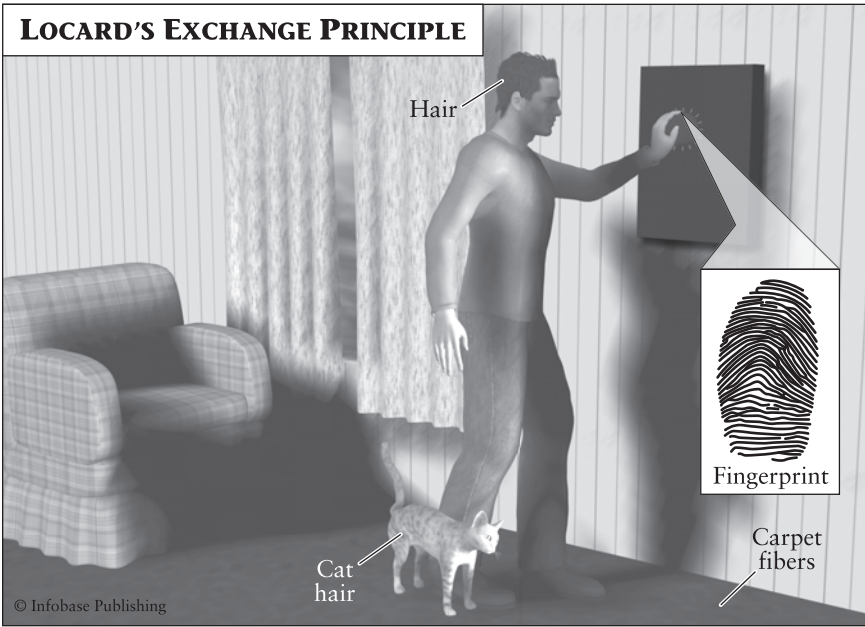 LOCARD'S EXCHANGE PRINCIPLE
Hair
Fingerprint
Cat
hair
Carpet
fibers
© Infobase Publishing